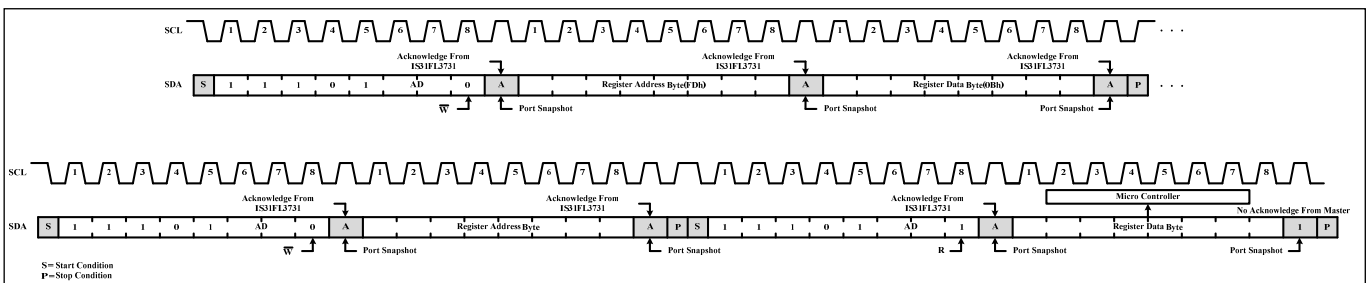 SCL 1 2 3 4 5 6 7 8 1 2 3 4 5 6 7 8 1 2 3 4 5 6 7 8 . . .
Acknowledge From Acknowledge From Acknowledge From
IS31FL3731 IS31FL3731 IS31FL3731
SDA S 1 1 1 0 1 AD 0 A Register Address Byte(FDh) A Register Data Byte(0Bh) A P . . .
W Port Snapshot Port Snapshot Port Snapshot
SCL 1 2 3 4 5 6 7 8 1 2 3 4 5 6 7 8 1 2 3 4 5 6 7 8 1 2 3 4 5 6 7 8
Micro Controller
Acknowledge From Acknowledge From Acknowledge From
IS31FL3731 IS31FL3731 IS31FL3731 No Acknowledge From Master
SDA S 1 1 1 0 1 AD 0 A Register Address Byte A P S 1 1 1 0 1 AD 1 A Register Data Byte 1 P
W Port Snapshot Port Snapshot R Port Snapshot Port Snapshot
S=Start Condition
P=Stop Condition